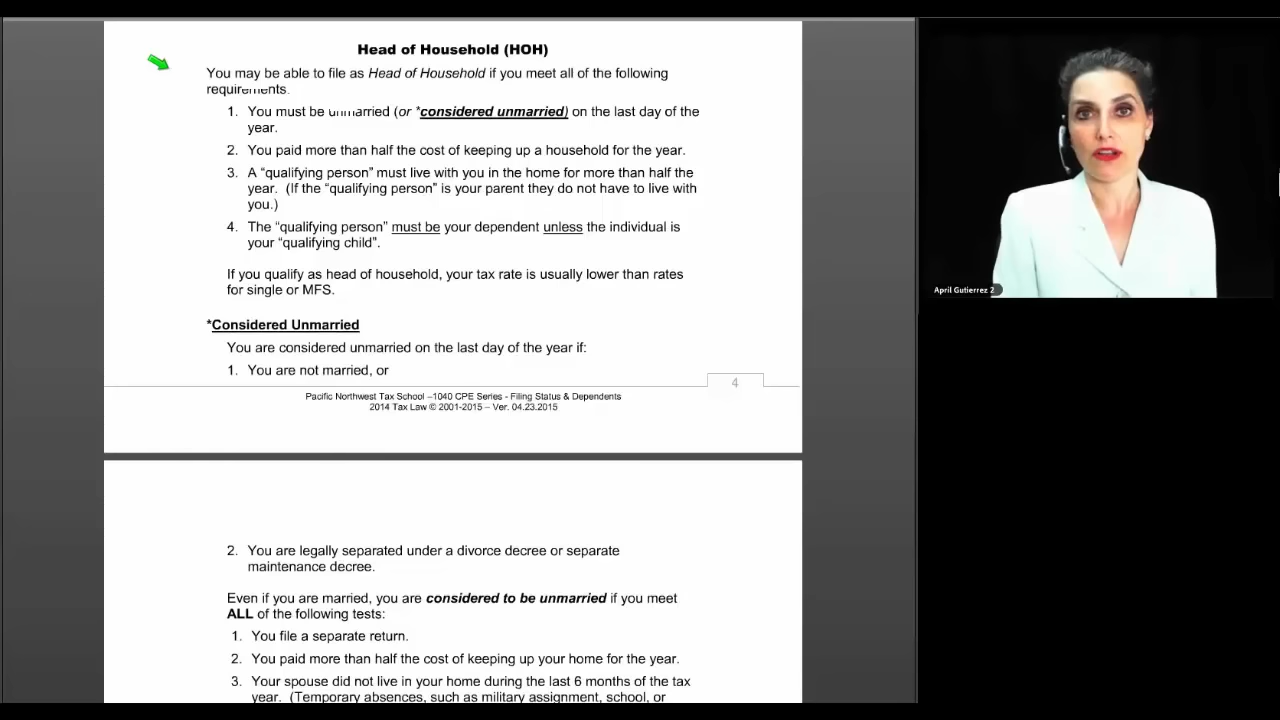 Head of Household (HOH)
You may be able to file as Head of Household if you meet all of the following
requirements.
1. You must be unmarried (or *considered unmarried) on the last day of the
year.
2. You paid more than half the cost of keeping up a household for the year.
3. A “qualifying person” must live with you in the home for more than half the
year. (If the “qualifying person” is your parent they do not have to live with
you.)
4. The “qualifying person” must be your dependent unless the individual is
your “qualifying child”.
If you qualify as head of household, your tax rate is usually lower than rates
for single or MFS.
*Considered Unmarried
You are considered unmarried on the last day of the year if:
1. You are not married, or
4
Pacific Northwest Tax School –1040 CPE Series - Filing Status & Dependents
2014 Tax Law © 2001-2015 – Ver. 04.23.2015
2. You are legally separated under a divorce decree or separate
maintenance decree.
Even if you are married, you are considered to be unmarried if you meet
ALL of the following tests:
1. You file a separate return.
2. You paid more than half the cost of keeping up your home for the year.
3. Your spouse did not live in your home during the last 6 months of the tax
year. (Temporary absences, such as military assignment, school, or
April Gutierrez 2